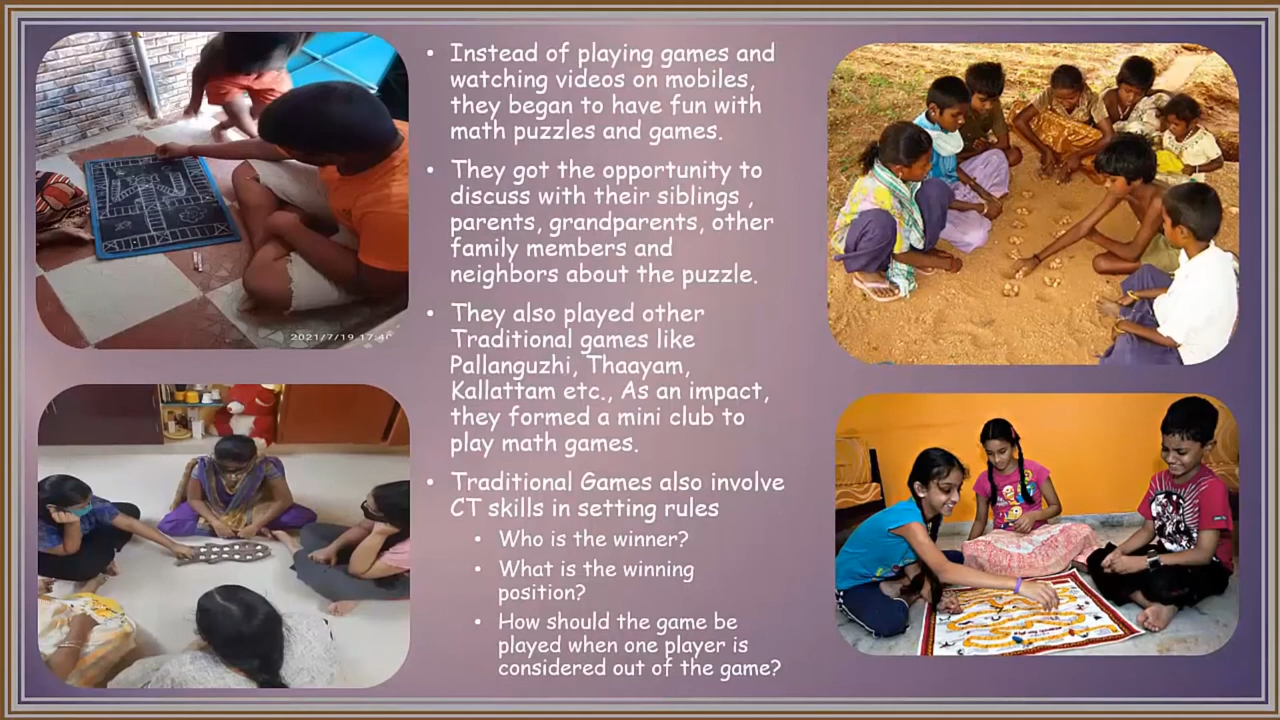 • Instead of playing games and
watching videos on mobiles,
they began to have fun with
math puzzles and games.
• They got the opportunity to
discuss with their siblings ,
parents, grandparents, other
family members and
neighbors about the puzzle.
• They also played other
Traditional games like
Pallanguzhi, Thaayam,
Kallattam etc., As an impact,
they formed a mini club to
play math games.
• Traditional Games also involve
CT skills in setting rules
• Who is the winner?
• What is the winning
position?
• How should the game be
played when one player is
considered out of the game?
2021/7/19 17:46